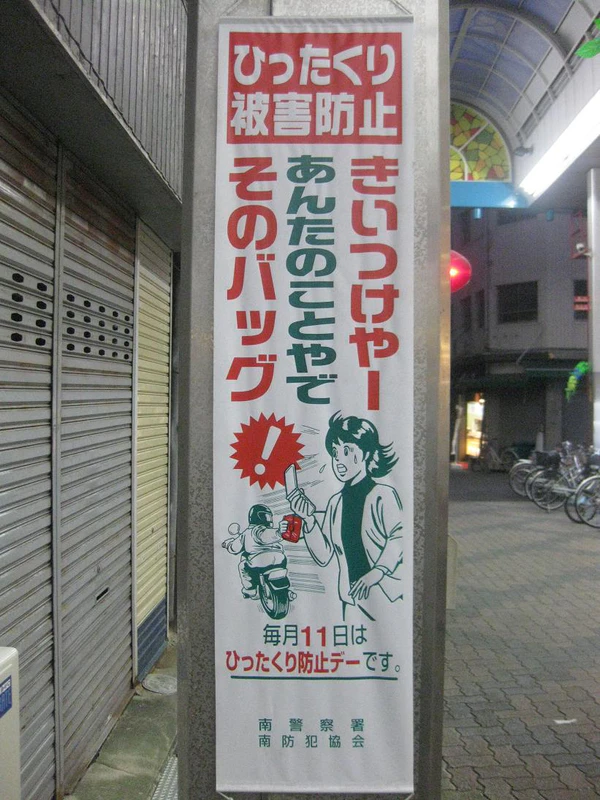 ひったくり
被害防止
きいつけやー
あんたのことやで
そのバッグ
!
毎月11日は
ひったくり防止デーです。
南警察署
南防犯協会